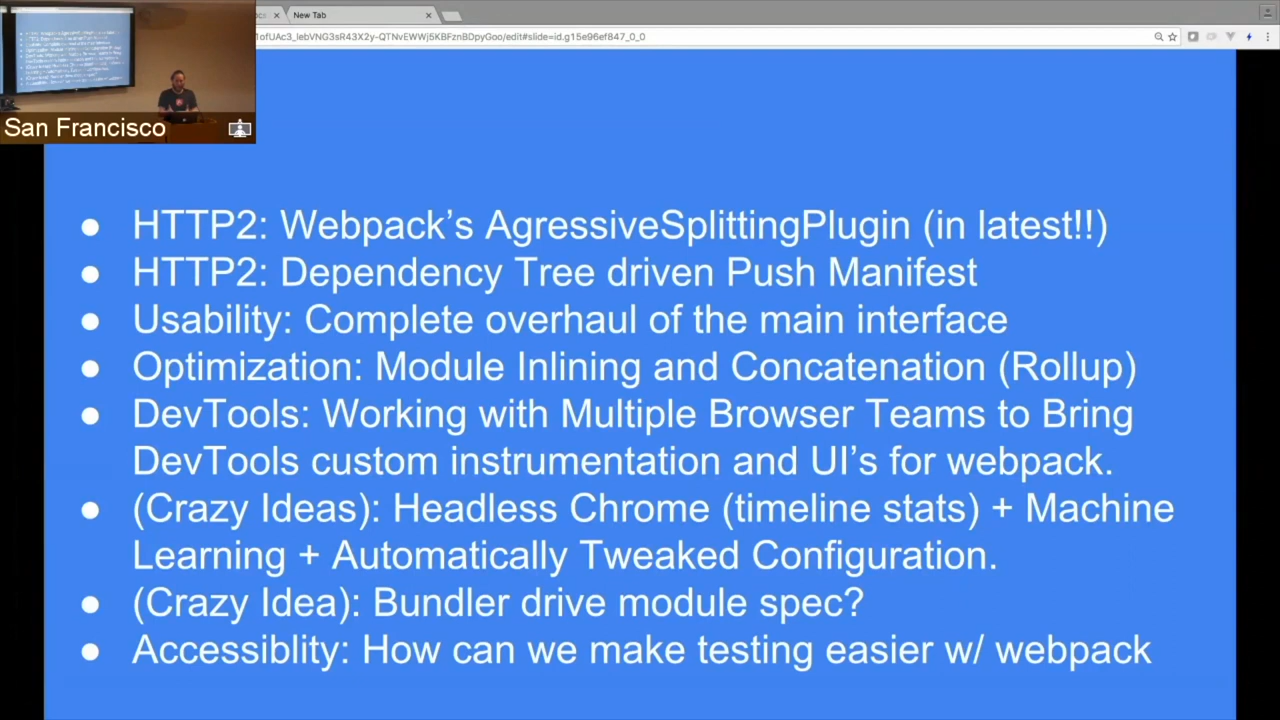 New Tab
1ofUAc3_lebVNG3sR43X2y-QTNvEWWj5KBFznBDpyGoo/edit#slide=id.g15e96ef847_0_0
San Francisco
● HTTP2: Webpack’s AgressiveSplittingPlugin (in latest!!)
● HTTP2: Dependency Tree driven Push Manifest
● Usability: Complete overhaul of the main interface
● Optimization: Module Inlining and Concatenation (Rollup)
● DevTools: Working with Multiple Browser Teams to Bring
DevTools custom instrumentation and UI’s for webpack.
● (Crazy Ideas): Headless Chrome (timeline stats) + Machine
Learning + Automatically Tweaked Configuration.
● (Crazy Idea): Bundler drive module spec?
● Accessiblity: How can we make testing easier w/ webpack